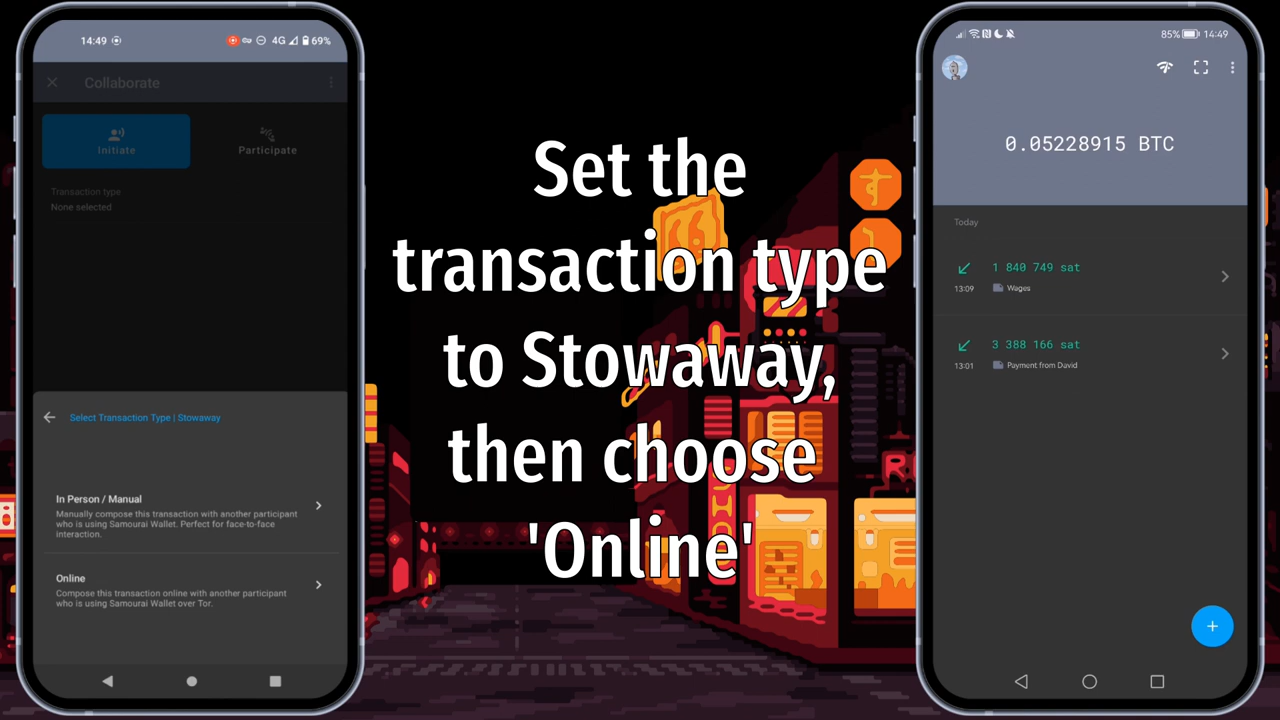 14:49
4G
69%
Collaborate
Initiate
Participate
Transaction type
None selected
Select Transaction Type | Stowaway
In Person / Manual
Manually compose this transaction with another participant
who is using Samourai Wallet. Perfect for face-to-face
interaction.
Online
Compose this transaction online with another participant
who is using Samourai Wallet over Tor.
Set the
transaction type
to Stowaway,
then choose
'Online'
85%
14:49
0.05228915 BTC
Today
1 840 749 sat
13:09
Wages
3 388 166 sat
13:01
Payment from David
+